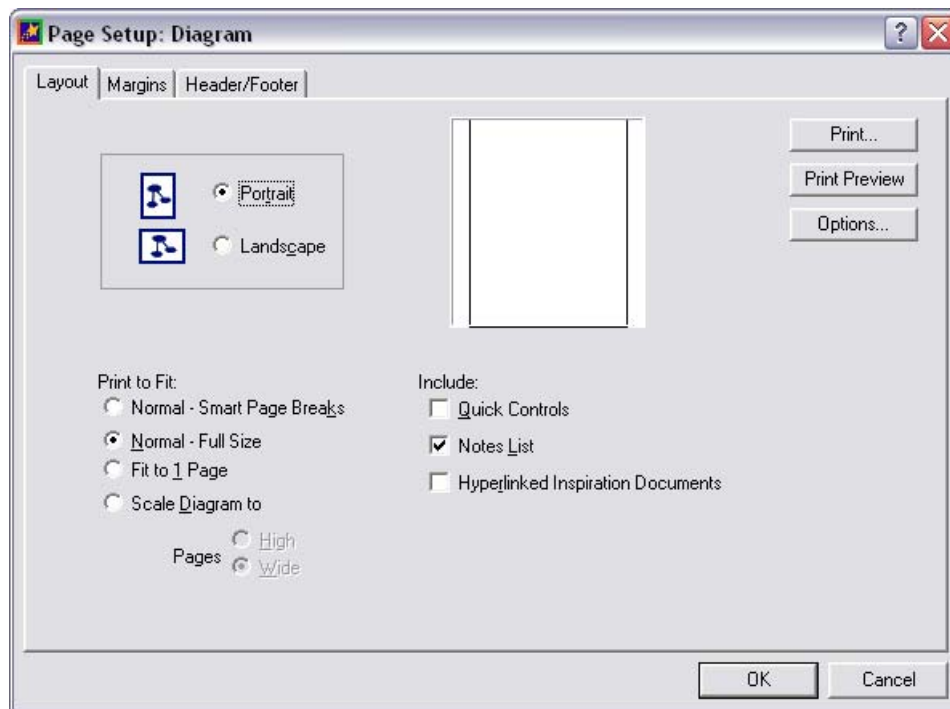 Page Setup: Diagram
Layout Margins Header/Footer
Portrait
Landscape
Print...
Print Preview
Options...
Print to Fit:
Normal - Smart Page Breaks
Normal - Full Size
Fit to 1 Page
Scale Diagram to
Pages
High
Wide
Include:
Quick Controls
Notes List
Hyperlinked Inspiration Documents
OK Cancel